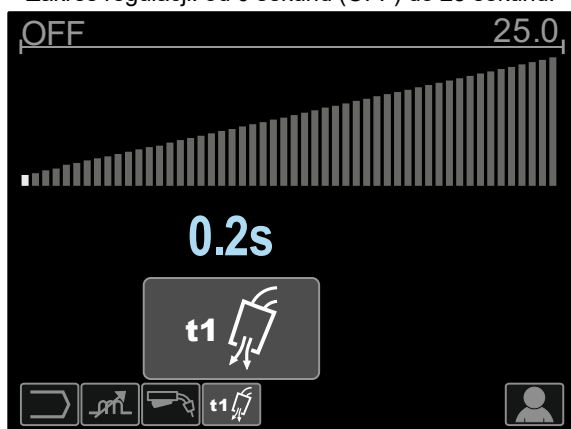 Zakres regulacji: od 0 sekund (OFF) do 25 sekund.
OFF 25.0
0.2s
t1
t1